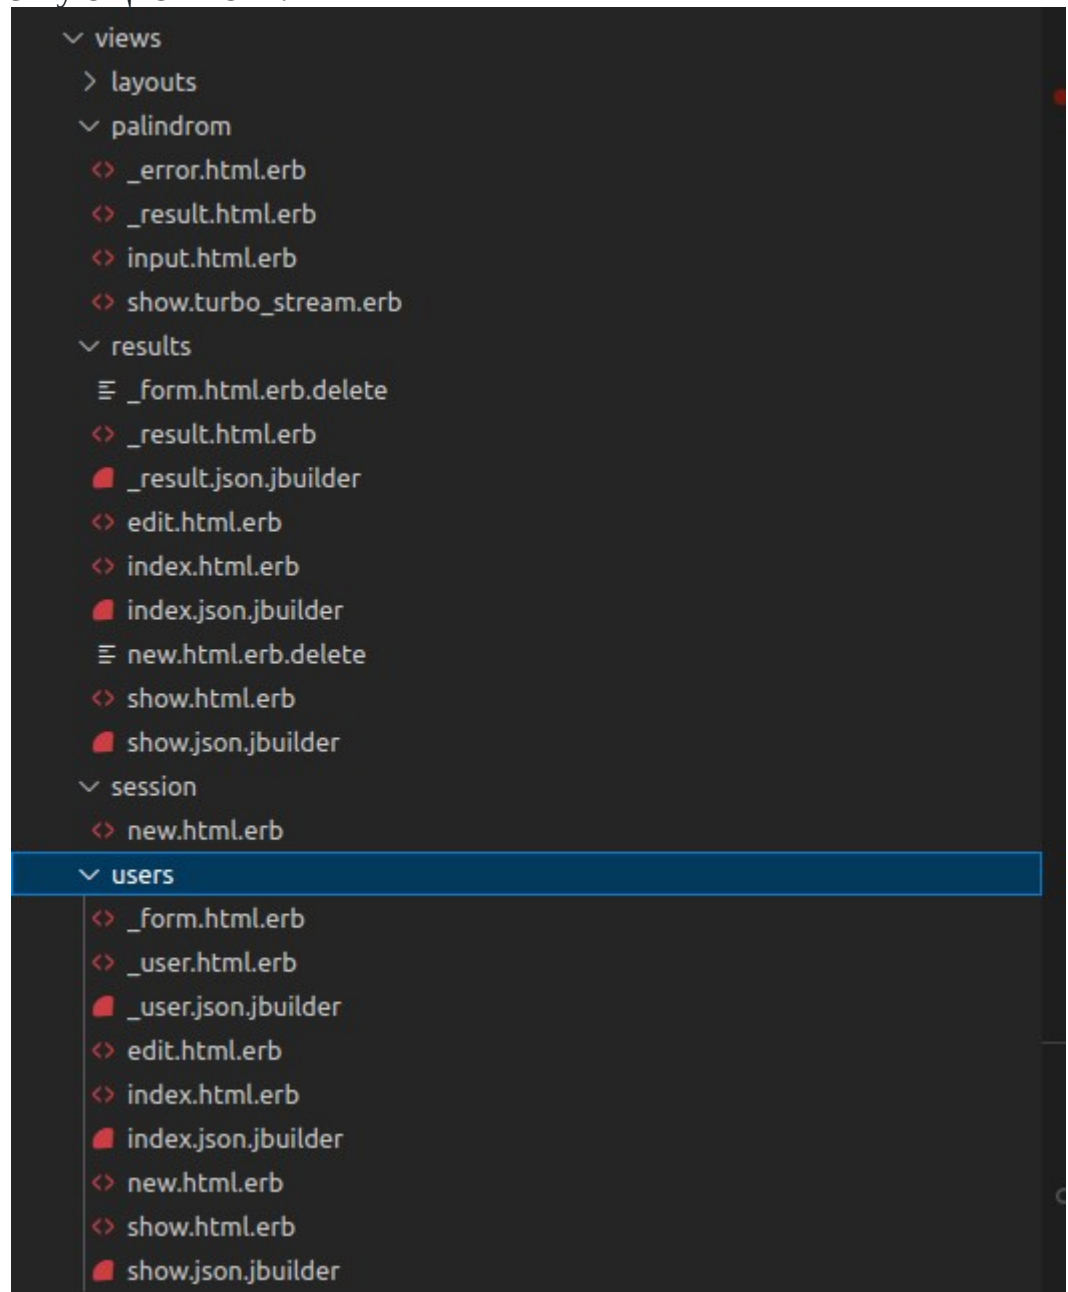 views
layouts
palindrom
_error.html.erb
_result.html.erb
input.html.erb
show.turbo_stream.erb
results
_form.html.erb.delete
_result.html.erb
_result.json.jbuilder
edit.html.erb
index.html.erb
index.json.jbuilder
new.html.erb.delete
show.html.erb
show.json.jbuilder
session
new.html.erb
users
_form.html.erb
_user.html.erb
_user.json.jbuilder
edit.html.erb
index.html.erb
index.json.jbuilder
new.html.erb
show.html.erb
show.json.jbuilder